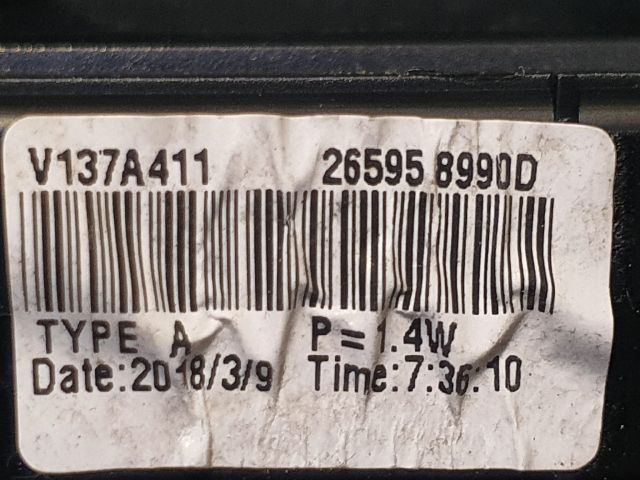 V137A411 26595 8990D
TYPE A P=1.4W
Date:2018/3/9 Time:7:36:10